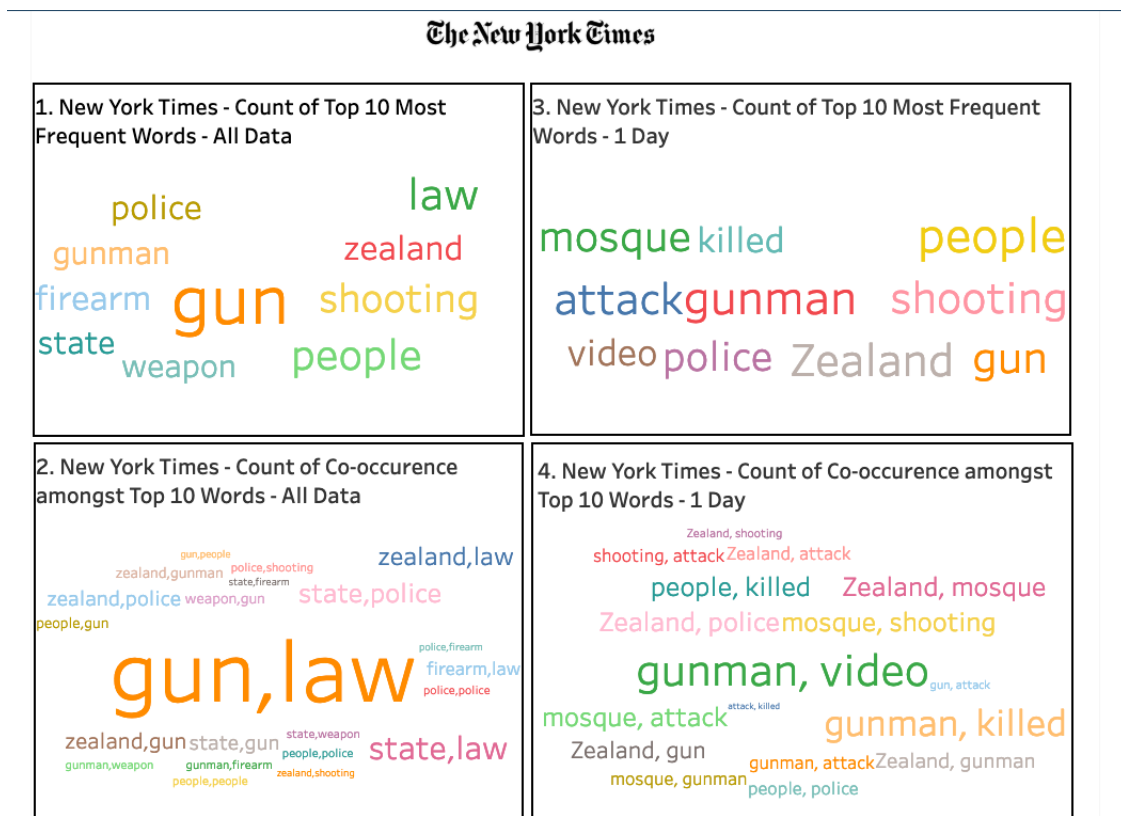 The New York Times
1. New York Times - Count of Top 10 Most
Frequent Words - All Data
law
police
gunman
zealand
firearm
gun
shooting
state
weapon
people
3. New York Times - Count of Top 10 Most Frequent
Words - 1 Day
mosque killed people
attack gunman shooting
video police Zealand gun
2. New York Times - Count of Co-occurence
amongst Top 10 Words - All Data
gun,people
zealand,law
zealand,gunman police,shooting
state,firearm
zealand,police weapon,gun state,police
people,gun
police,firearm
gun,law
firearm,law
police,police
state,weapon
zealand,gun state,gun
people,police
state,law
gunman,weapon gunman,firearm
zealand,shooting
people,people
4. New York Times - Count of Co-occurence amongst
Top 10 Words - 1 Day
Zealand, shooting
shooting, attack Zealand, attack
people, killed Zealand, mosque
Zealand, police mosque, shooting
gunman, video gun, attack
attack, killed
mosque, attack gunman, killed
Zealand, gun
gunman, attack Zealand, gunman
mosque, gunman
people, police